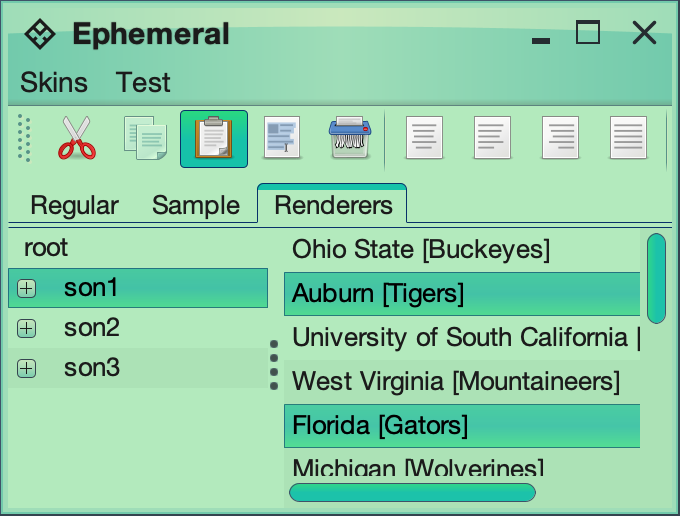 Ephemeral
Skins Test
Regular Sample Renderers
root
son1
son2
son3
Ohio State [Buckeyes]
Auburn [Tigers]
University of South California [
West Virginia [Mountaineers]
Florida [Gators]
Michigan [Wolverines]